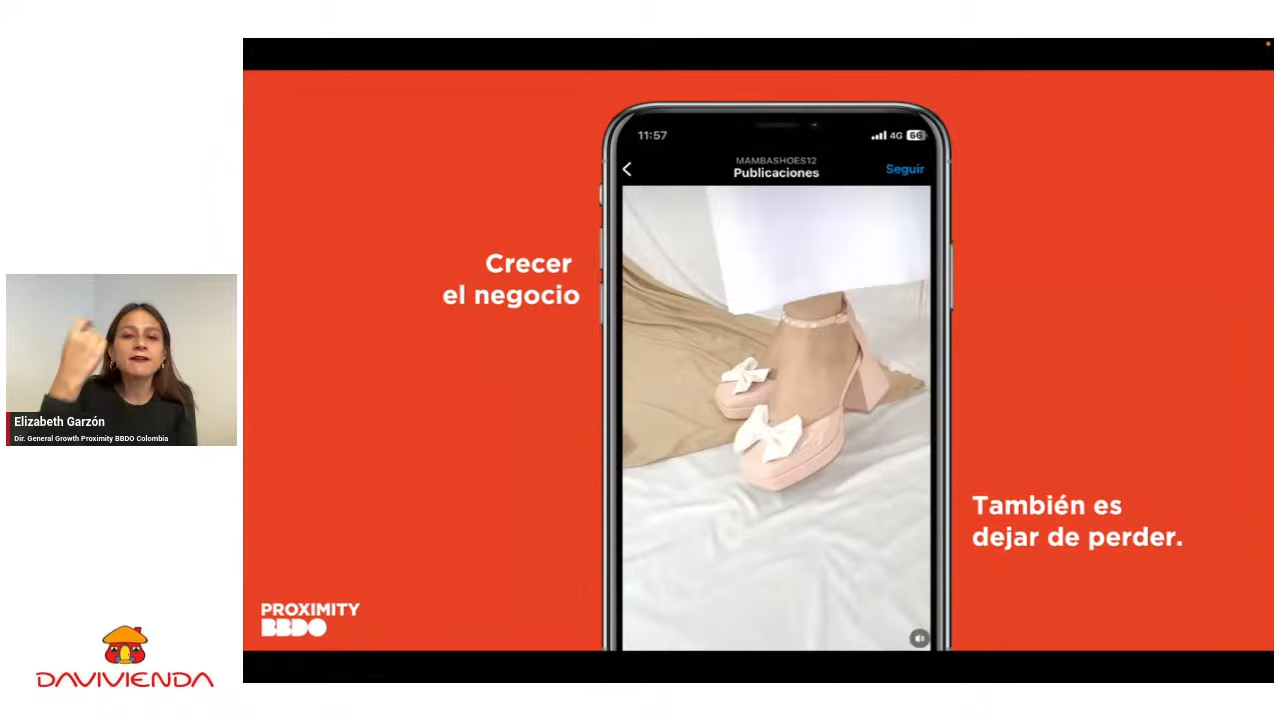 11:57
4G 66
MAMBASHOES12
Publicaciones
Seguir
Crecer
el negocio
También es
dejar de perder.
Elizabeth Garzón
Dir. General Growth Proximity BBDO Colombia
PROXIMITY
BBDO
DAVIVIENDA